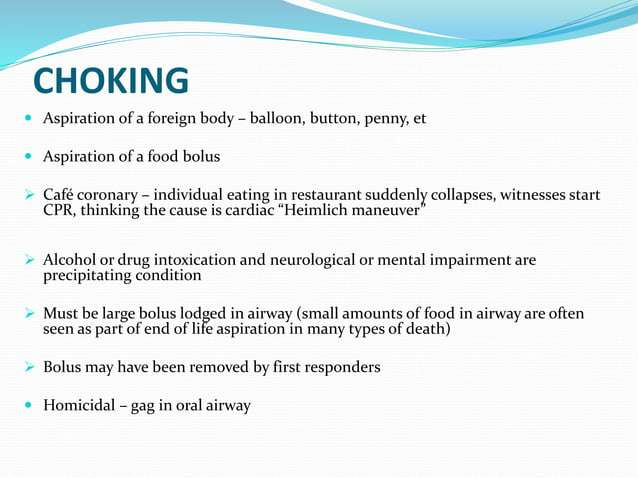 CHOKING
Aspiration of a foreign body – balloon, button, penny, et
Aspiration of a food bolus
Café coronary – individual eating in restaurant suddenly collapses, witnesses start
CPR, thinking the cause is cardiac “Heimlich maneuver”
Alcohol or drug intoxication and neurological or mental impairment are
precipitating condition
Must be large bolus lodged in airway (small amounts of food in airway are often
seen as part of end of life aspiration in many types of death)
Bolus may have been removed by first responders
Homicidal – gag in oral airway